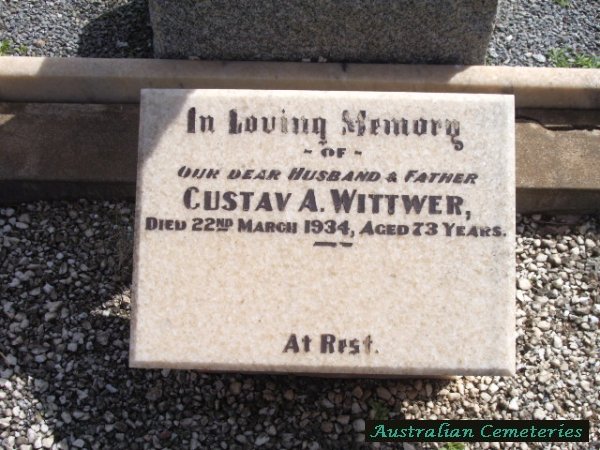 In Loving Memory
- OF -
OUR DEAR HUSBAND & FATHER
GUSTAV A. WITTWER,
DIED 22ND MARCH 1934, AGED 73 YEARS.
At Rest.
Australian Cemeteries